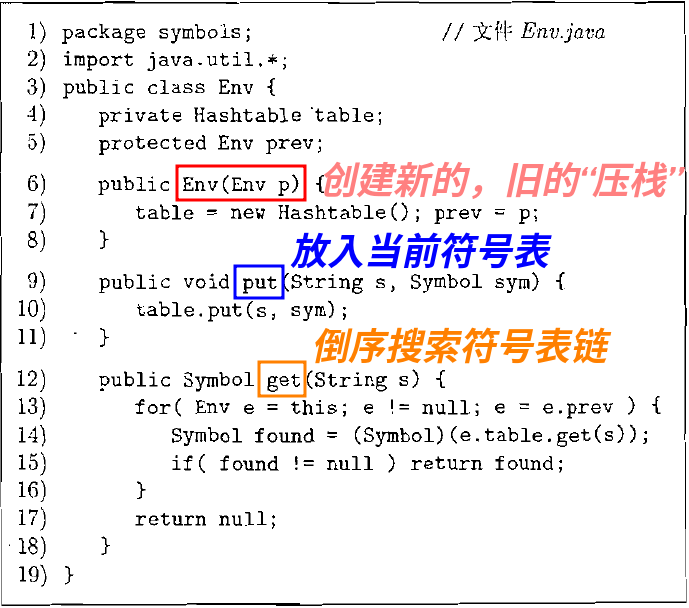 1) package symbols; // 文件 Env.java
2) import java.util.*;
3) public class Env {
4) private Hashtable table;
5) protected Env prev;
6) public Env(Env p) { 创建新的，旧的“压栈”
7) table = new Hashtable(); prev = p;
8) }
放入当前符号表
9) public void put(String s, Symbol sym) {
10) table.put(s, sym);
11) }
倒序搜索符号表链
12) public Symbol get(String s) {
13) for( Env e = this; e != null; e = e.prev ) {
14) Symbol found = (Symbol)(e.table.get(s));
15) if( found != null ) return found;
16) }
17) return null;
18) }
19) }